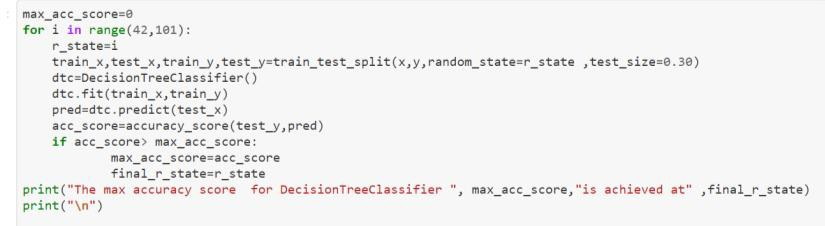 max_acc_score=0
for i in range(42,101):
    r_state=i
    train_x,test_x,train_y,test_y=train_test_split(x,y,random_state=r_state ,test_size=0.30)
    dtc=DecisionTreeClassifier()
    dtc.fit(train_x,train_y)
    pred=dtc.predict(test_x)
    acc_score=accuracy_score(test_y,pred)
    if acc_score> max_acc_score:
            max_acc_score=acc_score
            final_r_state=r_state
print("The max accuracy score  for DecisionTreeClassifier ", max_acc_score,"is achieved at" ,final_r_state)
print("\n")